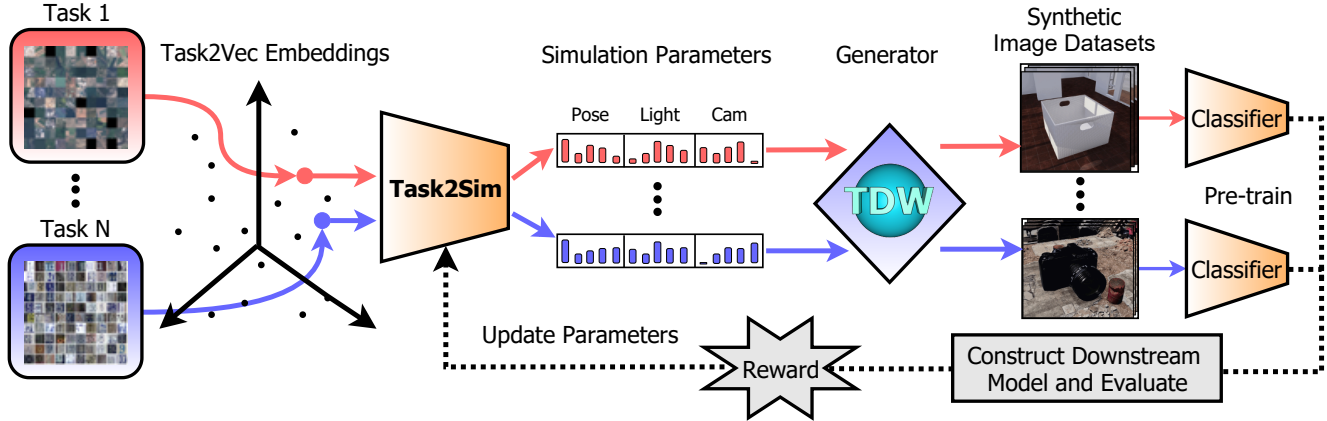 Task 1
Task N
Task2Vec Embeddings
Task2Sim
Simulation Parameters
Pose Light Cam
Generator
TDW
Synthetic
Image Datasets
Classifier
Pre-train
Classifier
Update Parameters
Reward
Construct Downstream
Model and Evaluate